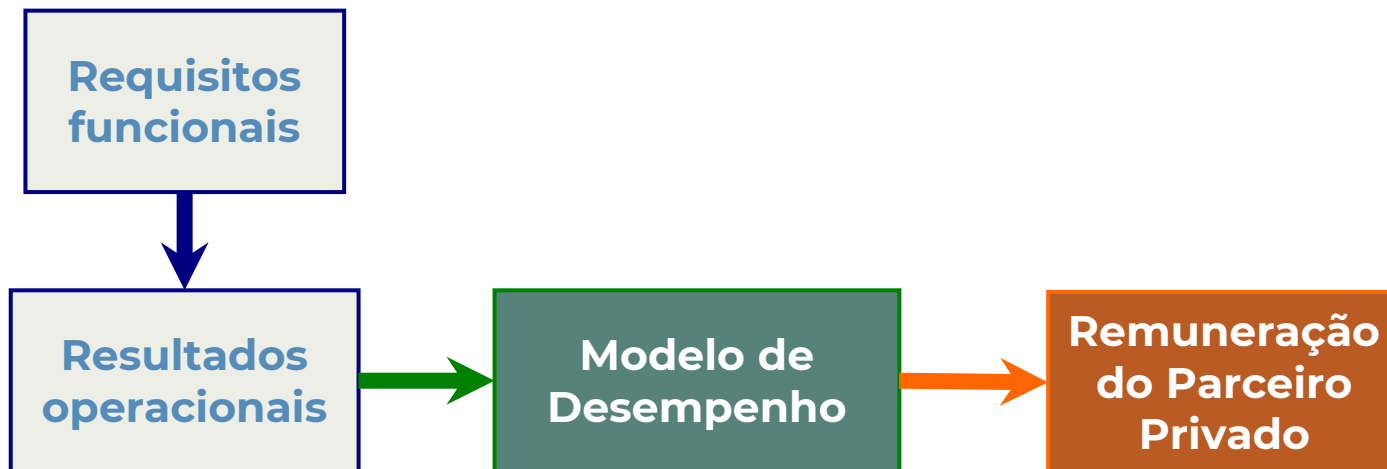 Requisitos
funcionais
Resultados
operacionais
Modelo de
Desempenho
Remuneração
do Parceiro
Privado